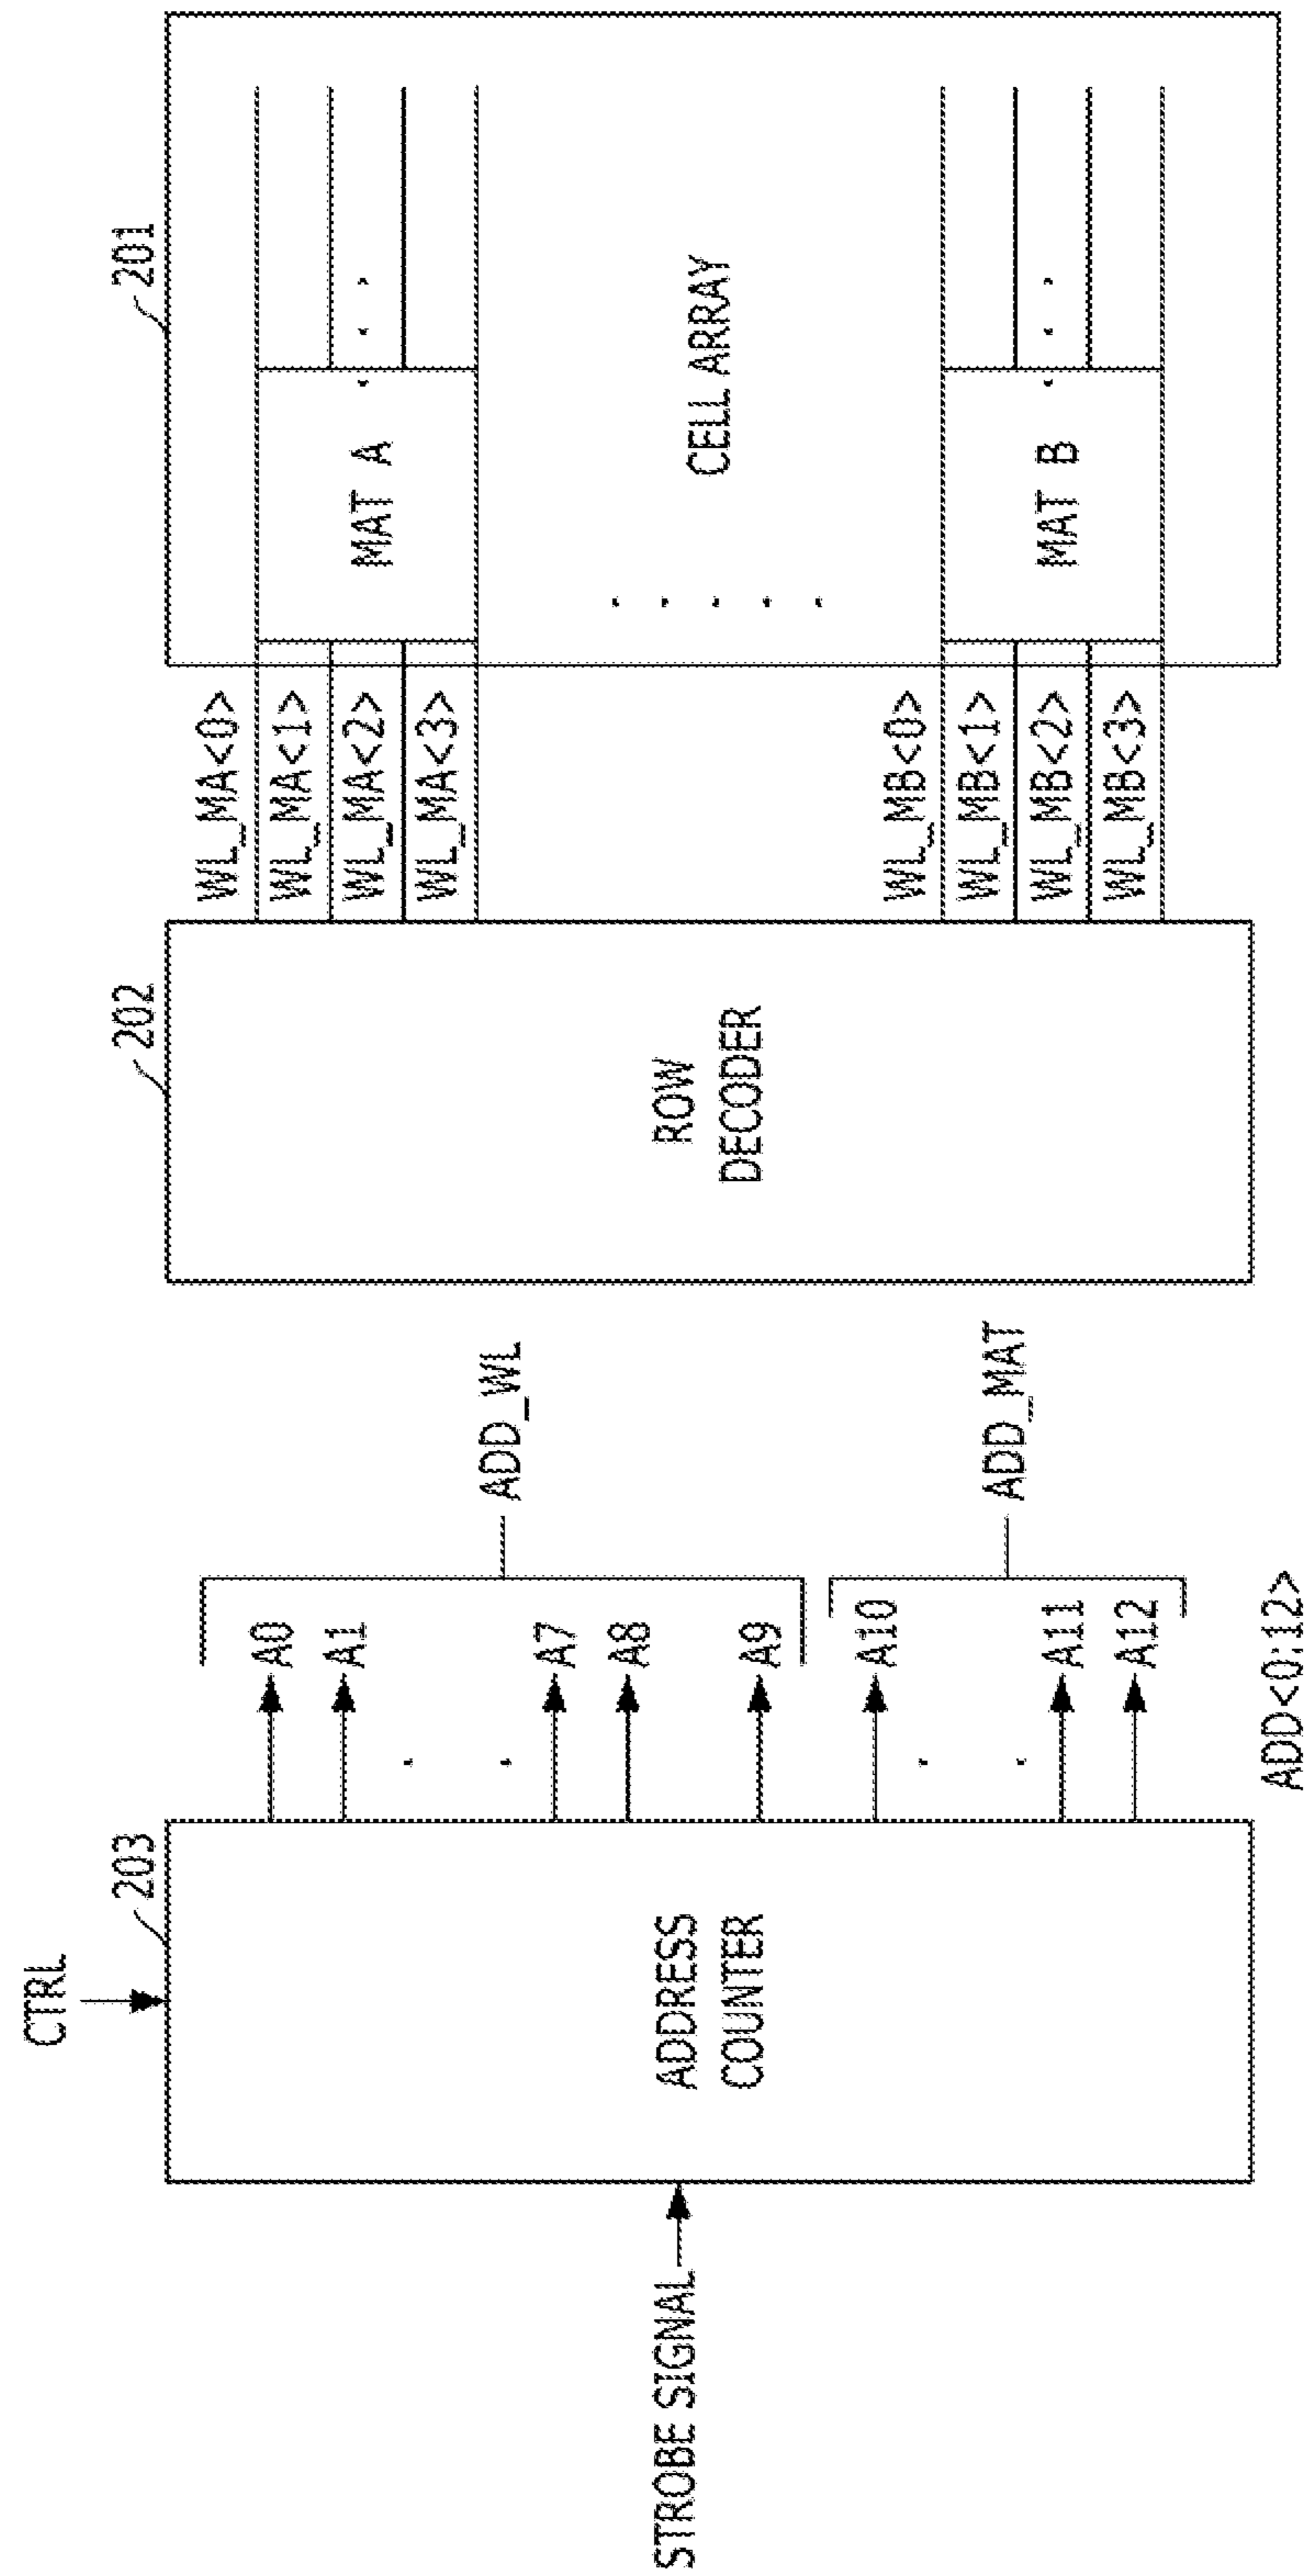 CTRL
203
STROBE SIGNAL
ADDRESS
COUNTER
A0
A1
A7
A8
A9
A10
A11
A12
ADD_WL
ADD_MAT
ADD<0:12>
202
ROW
DECODER
WL_MA<0>
WL_MA<1>
WL_MA<2>
WL_MA<3>
WL_MB<0>
WL_MB<1>
WL_MB<2>
WL_MB<3>
201
MAT A
CELL ARRAY
MAT B